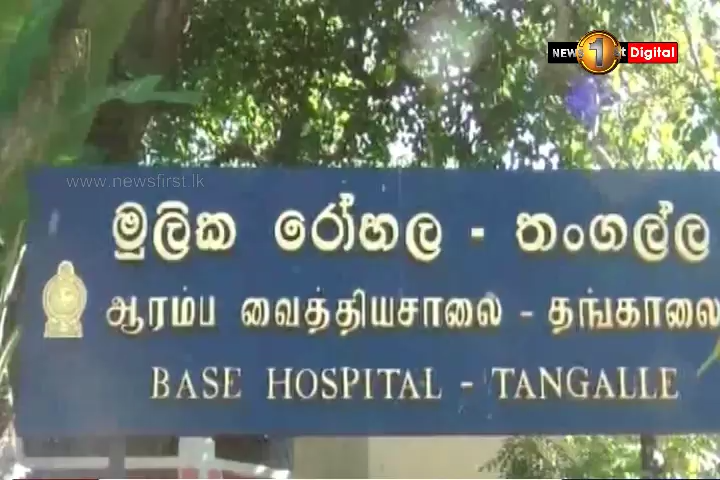 NEWS 1st Digital
www.newsfirst.lk
මූලික රෝහල - තංගල්ල
ஆரம்ப வைத்தியசாலை - தங்காலை
BASE HOSPITAL - TANGALLE